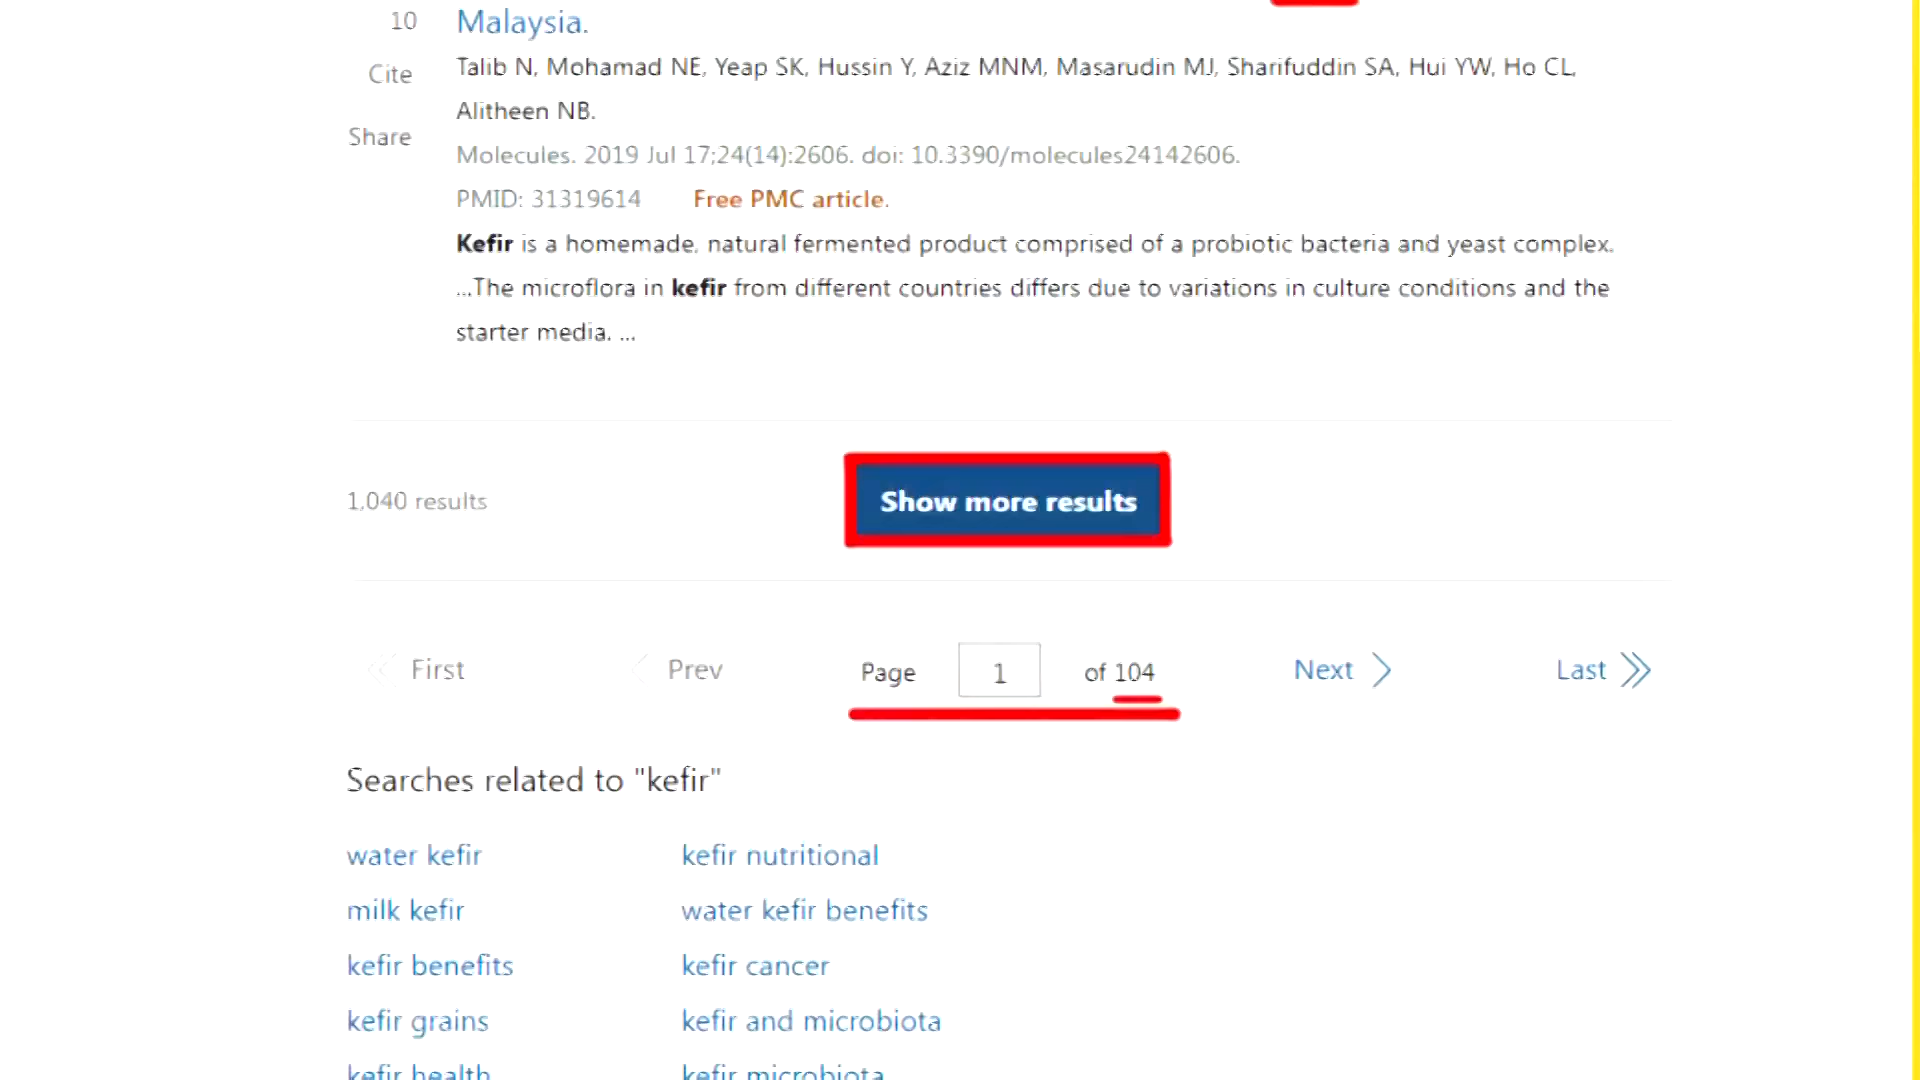 10
Malaysia.
Cite
Talib N, Mohamad NE, Yeap SK, Hussin Y, Aziz MNM, Masarudin MJ, Sharifuddin SA, Hui YW, Ho CL,
Alitheen NB.
Share
Molecules. 2019 Jul 17;24(14):2606. doi: 10.3390/molecules24142606.
PMID: 31319614 Free PMC article.
Kefir is a homemade, natural fermented product comprised of a probiotic bacteria and yeast complex.
...The microflora in kefir from different countries differs due to variations in culture conditions and the
starter media. ...
1,040 results
Show more results
First Prev Page 1 of 104 Next Last
Searches related to "kefir"
water kefir kefir nutritional
milk kefir water kefir benefits
kefir benefits kefir cancer
kefir grains kefir and microbiota
kefir health kefir microbiota